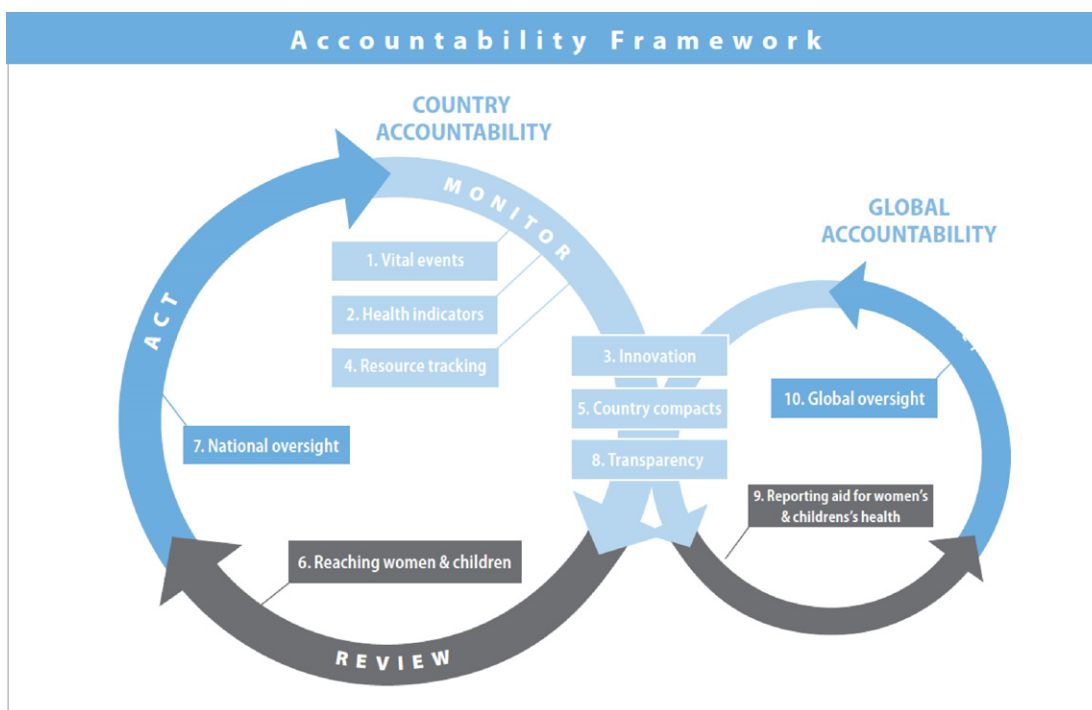 Accountability Framework
COUNTRY
ACCOUNTABILITY
MONITOR
1. Vital events
2. Health indicators
4. Resource tracking
ACT
7. National oversight
6. Reaching women & children
REVIEW
3. Innovation
5. Country compacts
8. Transparency
GLOBAL
ACCOUNTABILITY
10. Global oversight
9. Reporting aid for women's
& childrens's health